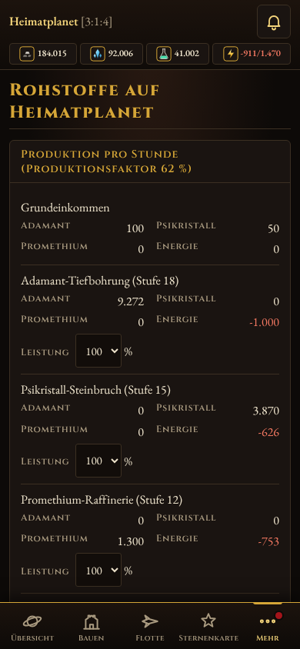 Heimatplanet [3:1:4]
184.015 92.006 41.002 -911/1.470
Rohstoffe auf
Heimatplanet
Produktion pro Stunde
(Produktionsfaktor 62 %)
Grundeinkommen
Adamant 100 Psikristall 50
Promethium 0 Energie 0
Adamant-Tiefbohrung (Stufe 18)
Adamant 9.272 Psikristall 0
Promethium 0 Energie -1.000
Leistung 100 %
Psikristall-Steinbruch (Stufe 15)
Adamant 0 Psikristall 3.870
Promethium 0 Energie -626
Leistung 100 %
Promethium-Raffinerie (Stufe 12)
Adamant 0 Psikristall 0
Promethium 1.300 Energie -753
Leistung 100 %
Übersicht Bauen Flotte Sternenkarte Mehr